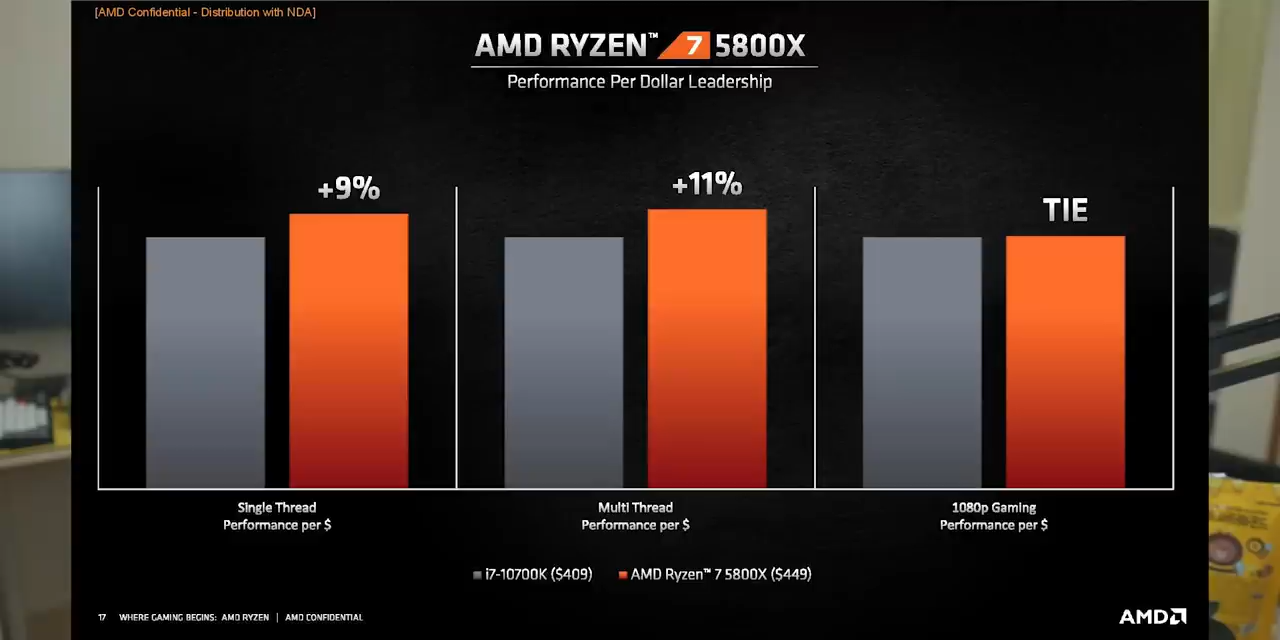 [AMD Confidential - Distribution with NDA]
AMD RYZEN™ 7 5800X
Performance Per Dollar Leadership
+9%
+11%
TIE
Single Thread
Performance per $
Multi Thread
Performance per $
1080p Gaming
Performance per $
i7-10700K ($409)
AMD Ryzen™ 7 5800X ($449)
17 WHERE GAMING BEGINS: AMD RYZEN | AMD CONFIDENTIAL
AMD